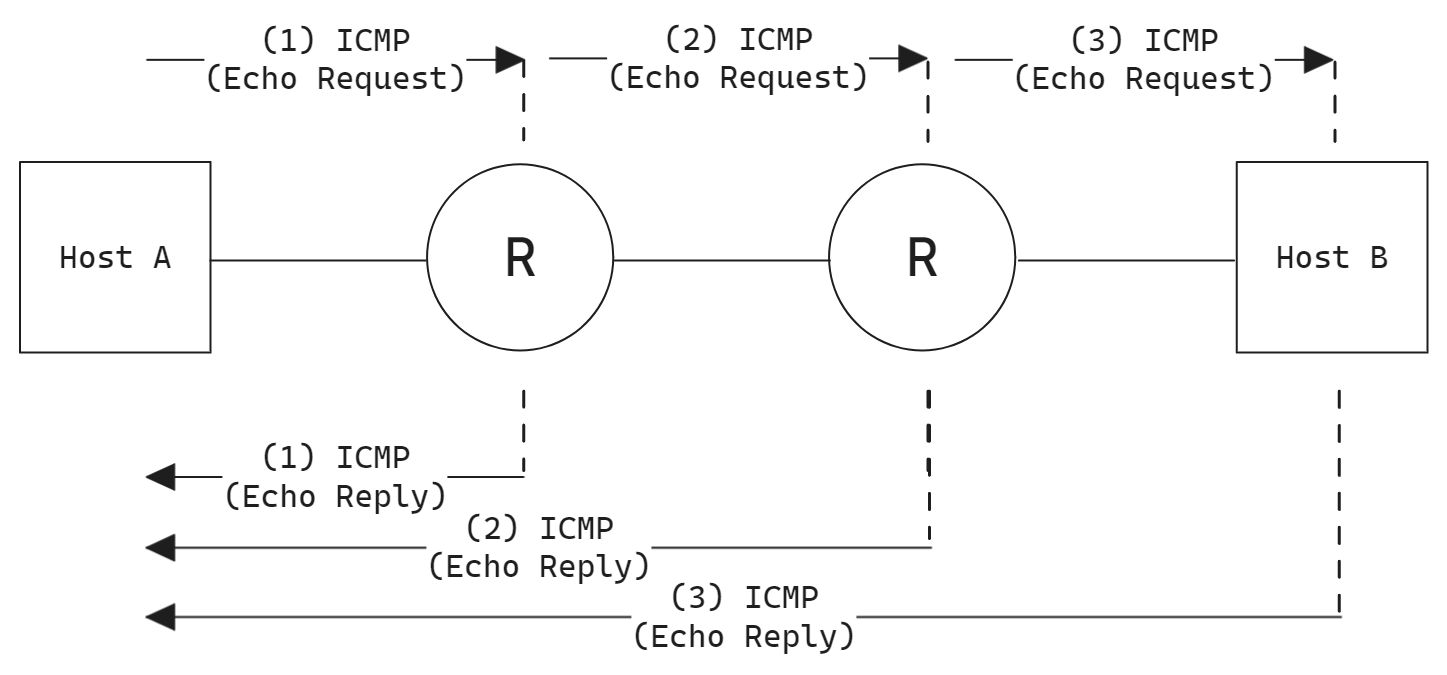 (1) ICMP
(Echo Request)
(2) ICMP
(Echo Request)
(3) ICMP
(Echo Request)
Host A
R
R
Host B
(1) ICMP
(Echo Reply)
(2) ICMP
(Echo Reply)
(3) ICMP
(Echo Reply)